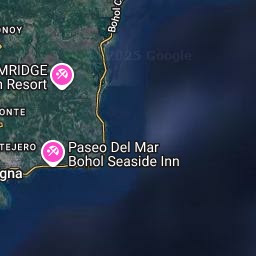 NOY
Bohol C
2025 Google
MRIDGE
n Resort
ONTE
TEJERO
Paseo Del Mar
Bohol Seaside Inn
gna